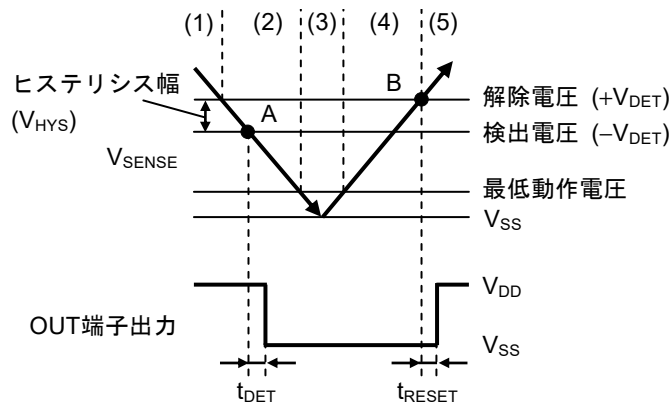 (1) (2) (3) (4) (5)
ヒステリシス幅
(VHYS)
A
B
解除電圧 (+VDET)
検出電圧 (−VDET)
VSENSE
最低動作電圧
VSS
VDD
OUT端子出力
VSS
tDET
tRESET